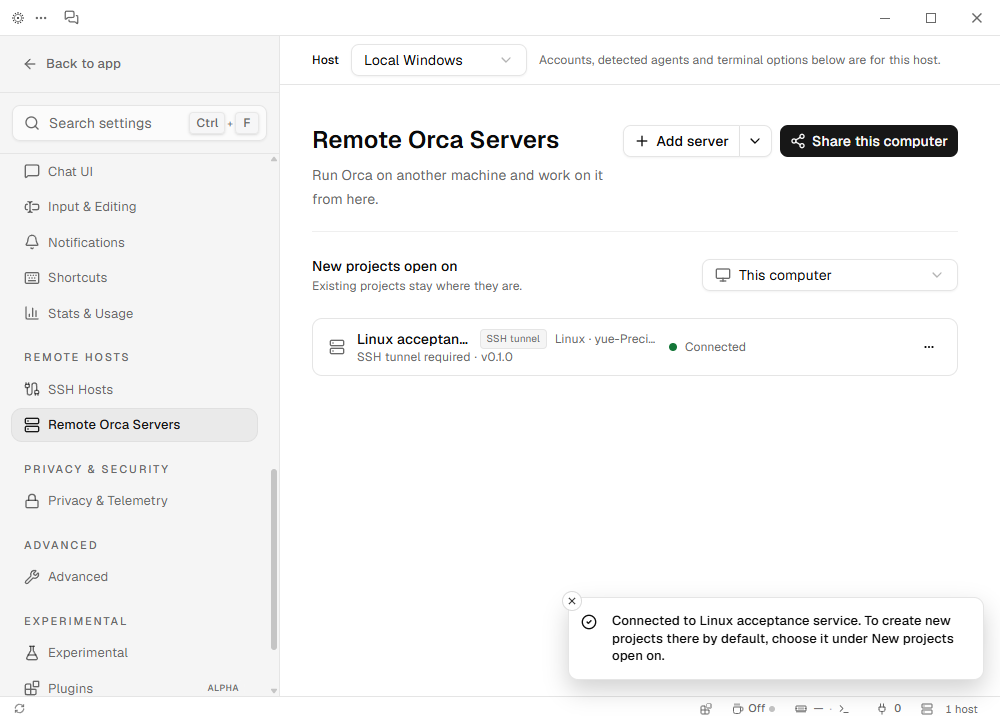 Back to app
Search settings Ctrl + F
Chat UI
Input & Editing
Notifications
Shortcuts
Stats & Usage
REMOTE HOSTS
SSH Hosts
Remote Orca Servers
PRIVACY & SECURITY
Privacy & Telemetry
ADVANCED
Advanced
EXPERIMENTAL
Experimental
Plugins ALPHA
Host Local Windows Accounts, detected agents and terminal options below are for this host.
Remote Orca Servers + Add server Share this computer
Run Orca on another machine and work on it
from here.
New projects open on This computer
Existing projects stay where they are.
Linux acceptan... SSH tunnel Linux · yue-Preci... Connected
SSH tunnel required · v0.1.0
Connected to Linux acceptance service. To create new
projects there by default, choose it under New projects
open on.
Off — · 0 1 host